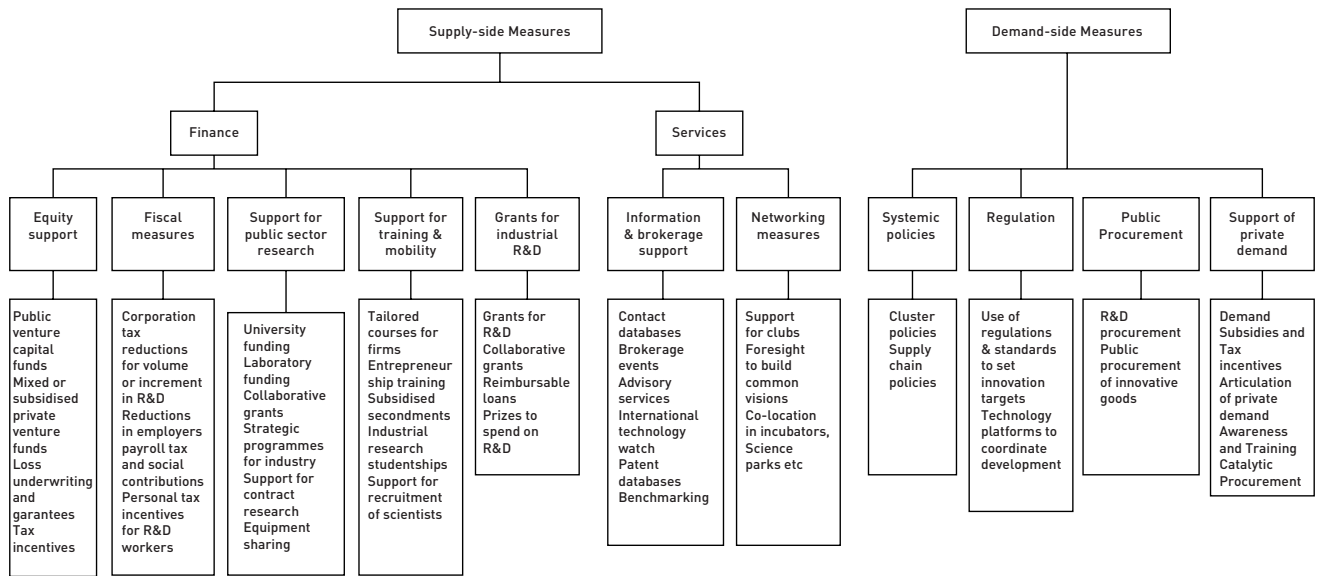 Supply-side Measures
Demand-side Measures
Finance
Services
Equity
support
Fiscal
measures
Support for
public sector
research
Support for
training &
mobility
Grants for
industrial
R&D
Information
& brokerage
support
Networking
measures
Systemic
policies
Regulation
Public
Procurement
Support of
private
demand
Public
venture
capital
funds
Mixed or
subsidised
private
venture
funds
Loss
underwriting
and
garantees
Tax
incentives
Corporation
tax
reductions
for volume
or increment
in R&D
Reductions
in employers
payroll tax
and social
contributions
Personal tax
incentives
for R&D
workers
University
funding
Laboratory
funding
Collaborative
grants
Strategic
programmes
for industry
Support for
contract
research
Equipment
sharing
Tailored
courses for
firms
Entrepreneur
ship training
Subsidised
secondments
Industrial
research
studentships
Support for
recruitment
of scientists
Grants for
R&D
Collaborative
grants
Reimbursable
loans
Prizes to
spend on
R&D
Contact
databases
Brokerage
events
Advisory
services
International
technology
watch
Patent
databases
Benchmarking
Support
for clubs
Foresight
to build
common
visions
Co-location
in incubators,
Science
parks etc
Cluster
policies
Supply
chain
policies
Use of
regulations
& standards
to set
innovation
targets
Technology
platforms to
coordinate
development
R&D
procurement
Public
procurement
of innovative
goods
Demand
Subsidies and
Tax
incentives
Articulation
of private
demand
Awareness
and Training
Catalytic
Procurement